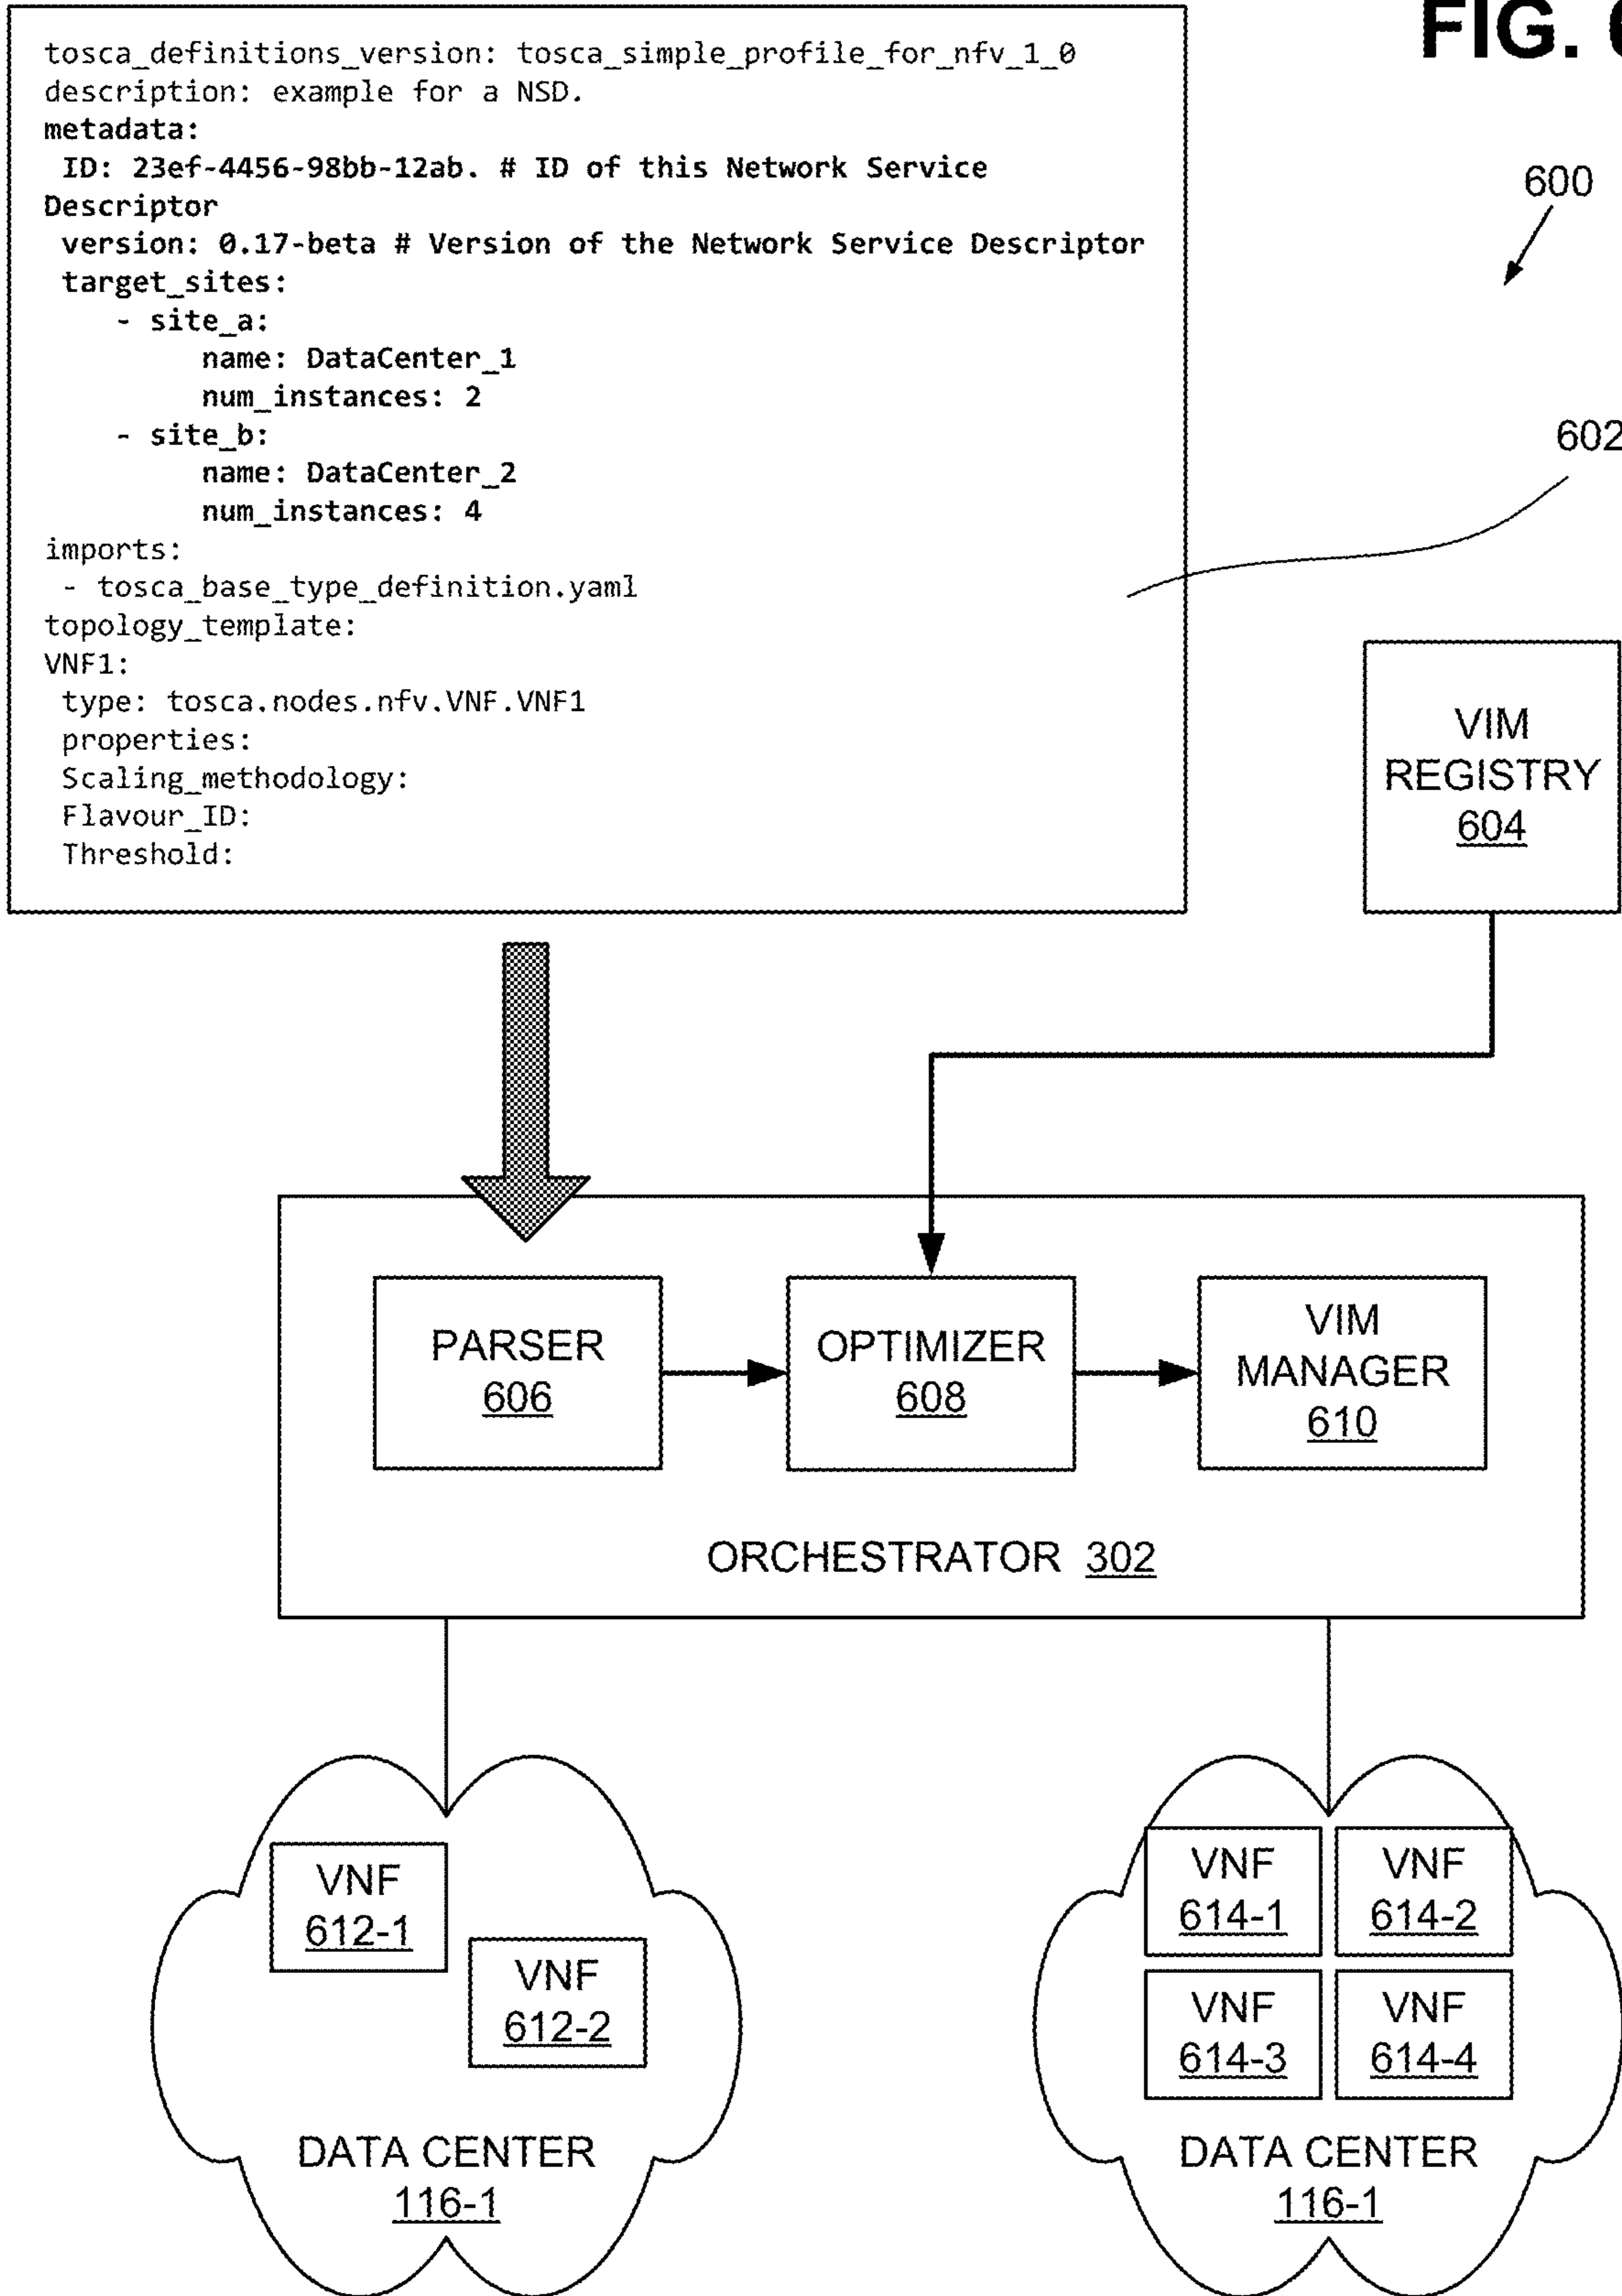 FIG. 6
tosca_definitions_version: tosca_simple_profile_for_nfv_1_0
description: example for a NSD.
metadata:
ID: 23ef-4456-98bb-12ab. # ID of this Network Service
Descriptor
version: 0.17-beta # Version of the Network Service Descriptor
target_sites:
- site_a:
name: DataCenter_1
num_instances: 2
- site_b:
name: DataCenter_2
num_instances: 4
imports:
- tosca_base_type_definition.yaml
topology_template:
VNF1:
type: tosca.nodes.nfv.VNF.VNF1
properties:
Scaling_methodology:
Flavour_ID:
Threshold:
600
602
VIM
REGISTRY
604
PARSER
606
OPTIMIZER
608
VIM
MANAGER
610
ORCHESTRATOR 302
VNF
612-1
VNF
612-2
DATA CENTER
116-1
VNF
614-1
VNF
614-2
VNF
614-3
VNF
614-4
DATA CENTER
116-1